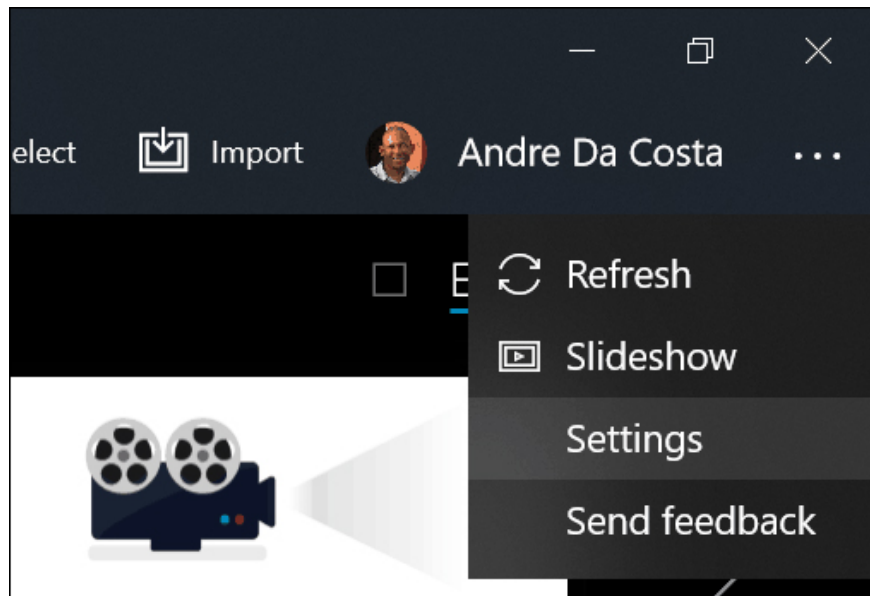 elect Import Andre Da Costa ...
Refresh
Slideshow
Settings
Send feedback